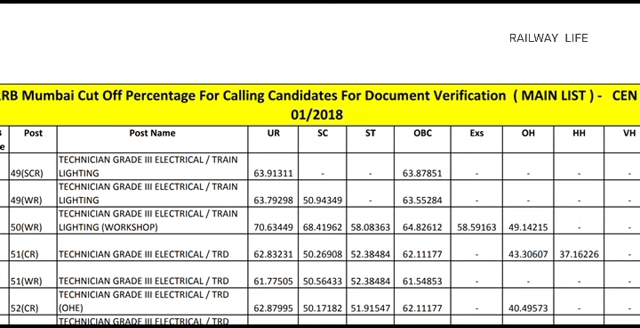 RAILWAY LIFE
RRB Mumbai Cut Off Percentage For Calling Candidates For Document Verification ( MAIN LIST ) - CEN
01/2018
Post Post Name UR SC ST OBC Exs OH HH VH
e
TECHNICIAN GRADE III ELECTRICAL / TRAIN
49(SCR) LIGHTING 63.91311 - - 63.87851 - - - -
TECHNICIAN GRADE III ELECTRICAL / TRAIN
49(WR) LIGHTING 63.79298 50.94349 - 63.55284 - - - -
TECHNICIAN GRADE III ELECTRICAL / TRAIN
50(WR) LIGHTING (WORKSHOP) 70.63449 68.41962 58.08363 64.82612 58.59163 49.14215 - -
51(CR) TECHNICIAN GRADE III ELECTRICAL / TRD 62.83231 50.26908 52.38484 62.11177 - 43.30607 37.16226 -
51(WR) TECHNICIAN GRADE III ELECTRICAL / TRD 61.77505 50.56433 52.38484 61.54853 - - - -
TECHNICIAN GRADE III ELECTRICAL / TRD
52(CR) (OHE) 62.87995 50.17182 51.91547 62.11177 - 40.49573 - -
TECHNICIAN GRADE III ELECTRICAL / TRD